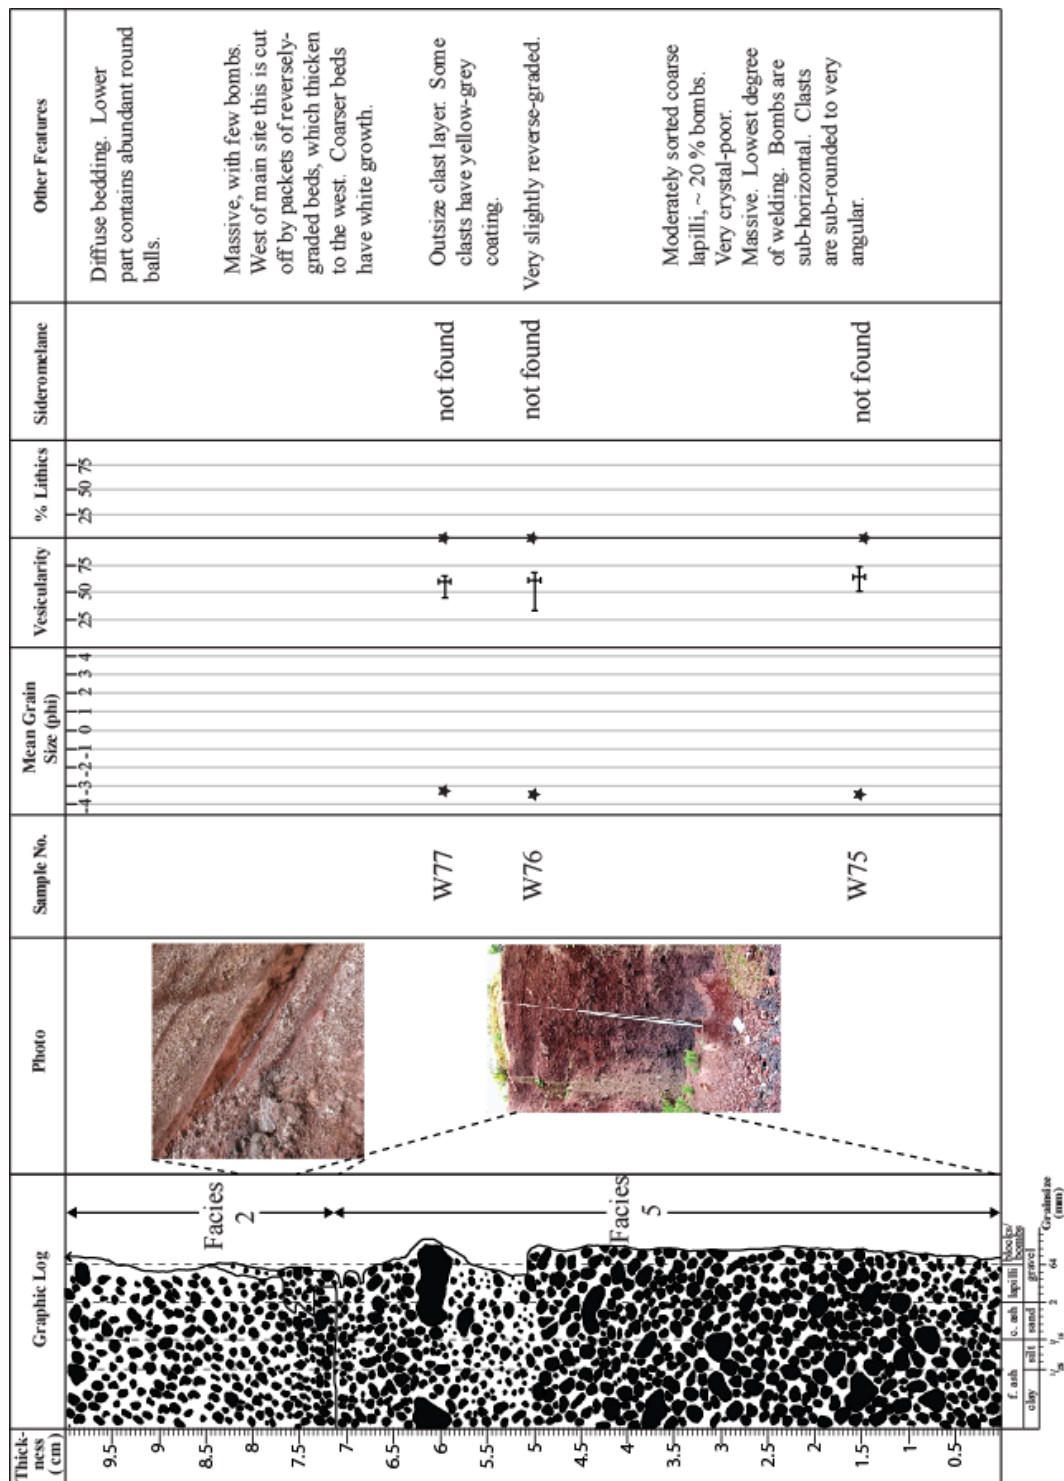 Thick-
ness
(cm)
Graphic Log
Photo
Sample No.
Mean Grain
Size (phi)
Vesicularity
% Lithics
Sideromelane
Other Features
-4 -3 -2 -1 0 1 2 3 4
25 50 75
25 50 75
9.5
9
8.5
8
7.5
7
6.5
6
5.5
5
4.5
4
3.5
3
2.5
2
1.5
1
0.5
Facies
2
Facies
5
W77
W76
W75
not found
not found
not found
Diffuse bedding. Lower
part contains abundant round
balls.
Massive, with few bombs.
West of main site this is cut
off by packets of reversely-
graded beds, which thicken
to the west. Coarser beds
have white growth.
Outsize clast layer. Some
clasts have yellow-grey
coating.
Very slightly reverse-graded.
Moderately sorted coarse
lapilli, ~ 20 % bombs.
Very crystal-poor.
Massive. Lowest degree
of welding. Bombs are
sub-horizontal. Clasts
are sub-rounded to very
angular.
f. ash
c. ash
lapilli
blocks/
bombs
clay
silt
sand
gravel
2
64
Grainsize
(mm)